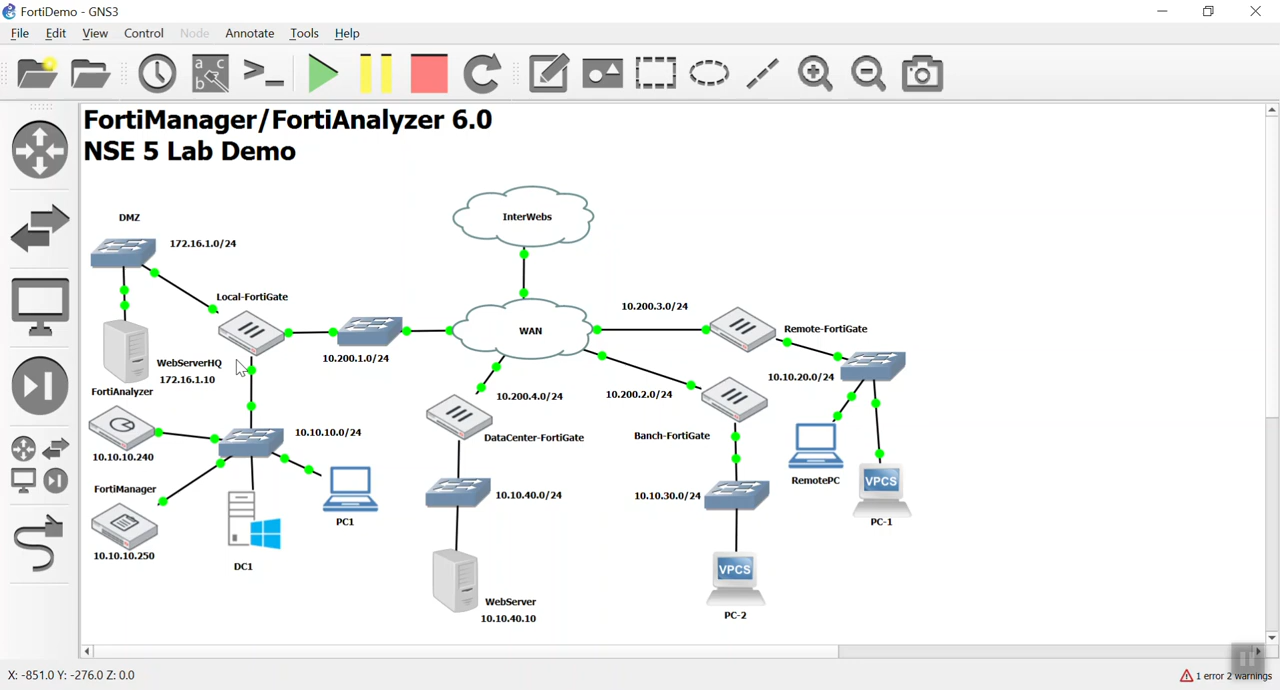 FortiDemo - GNS3
File Edit View Control Node Annotate Tools Help
a c
b
FortiManager/FortiAnalyzer 6.0
NSE 5 Lab Demo
DMZ
172.16.1.0/24
InterWebs
Local-FortiGate
10.200.3.0/24
WAN
Remote-FortiGate
10.200.1.0/24
WebServerHQ
172.16.1.10
10.10.20.0/24
FortiAnalyzer
10.200.4.0/24
10.200.2.0/24
10.10.10.0/24
DataCenter-FortiGate
Banch-FortiGate
10.10.10.240
RemotePC
VPCS
FortiManager
10.10.40.0/24
10.10.30.0/24
PC1
PC-1
10.10.10.250
DC1
VPCS
WebServer
10.10.40.10
PC-2
X: -851.0 Y: -276.0 Z: 0.0
1 error 2 warnings